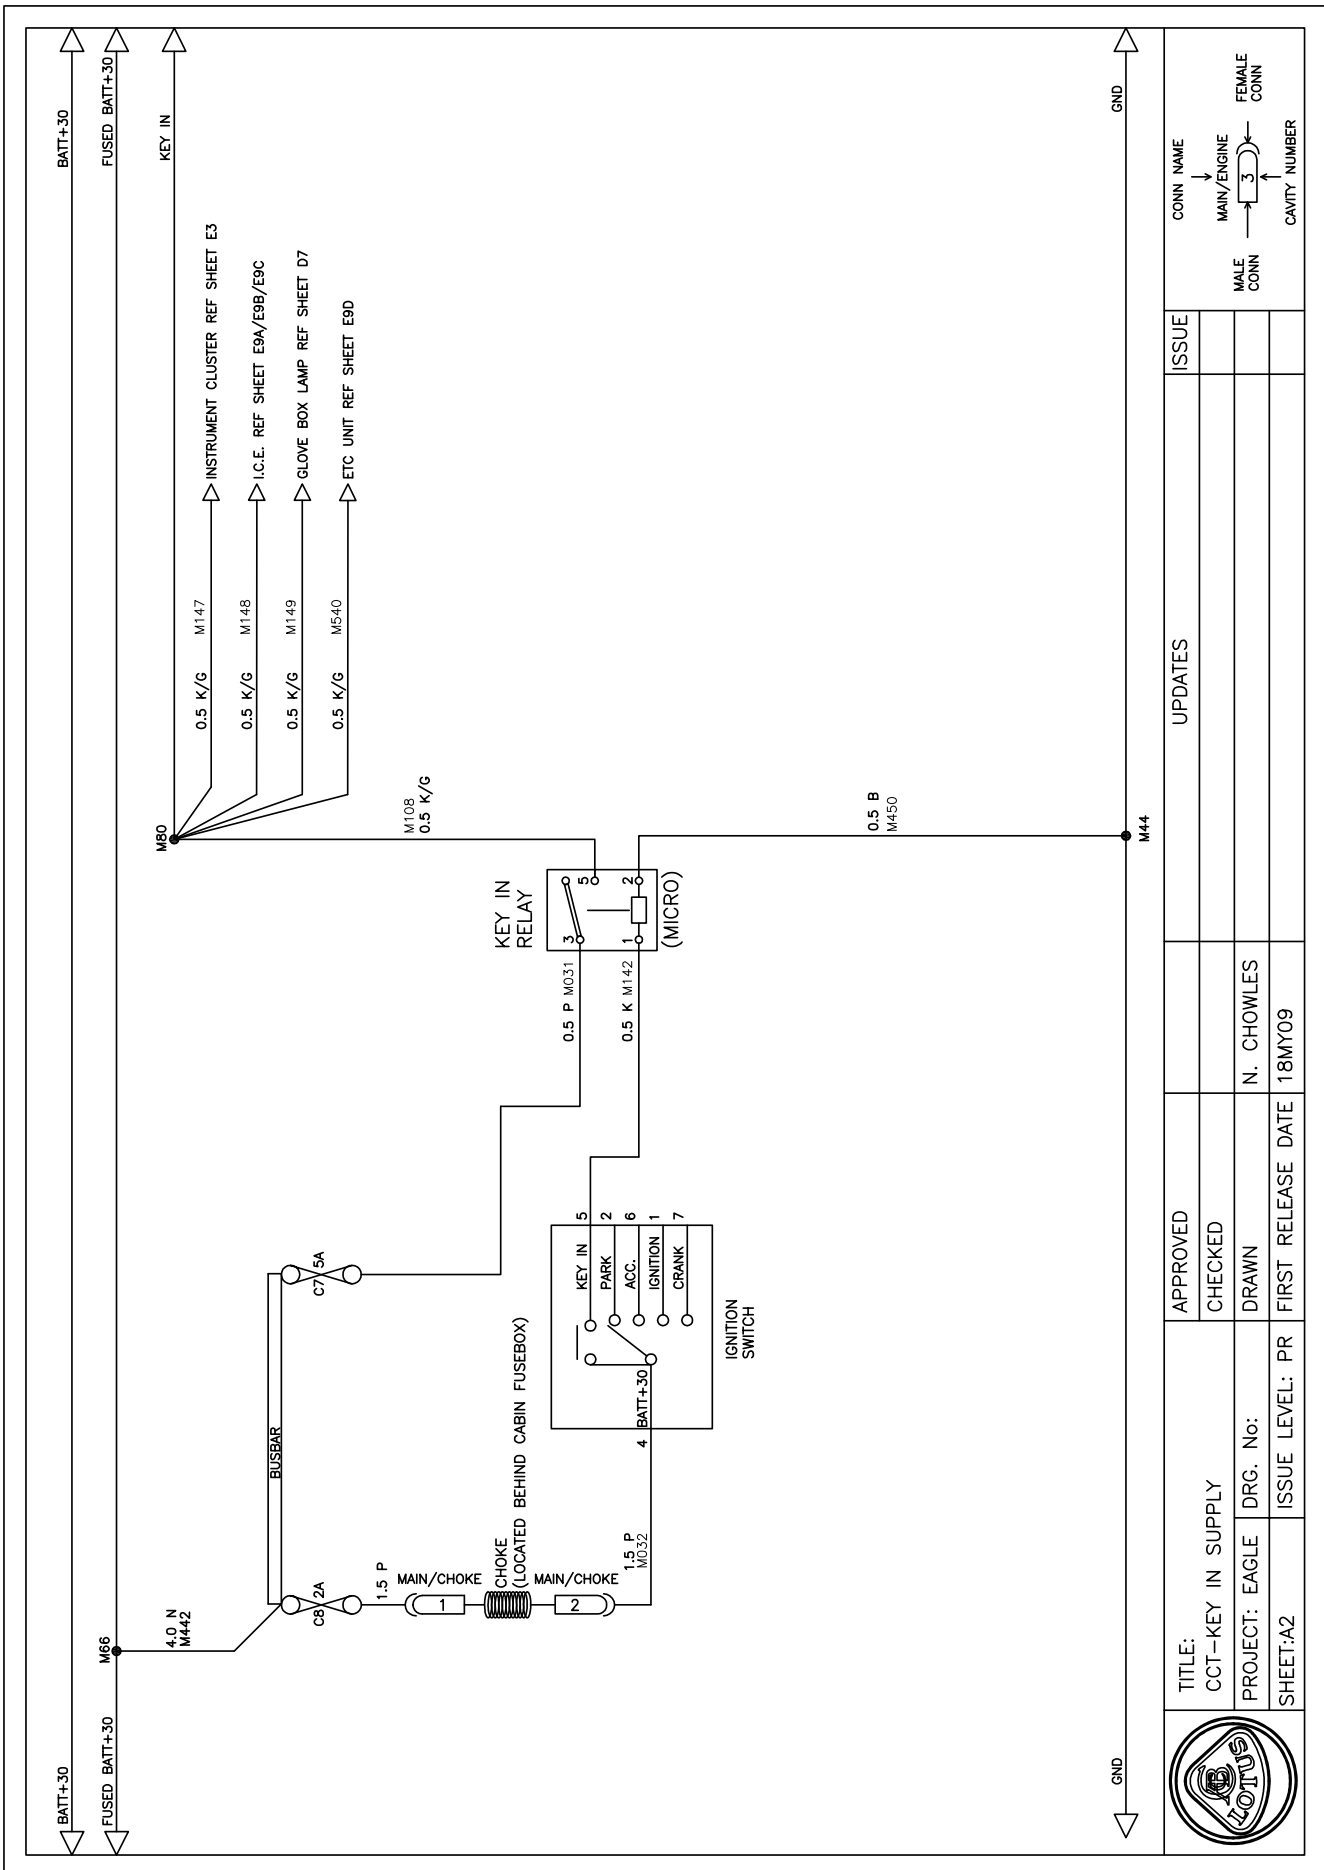 BATT+30
BATT+30
FUSED BATT+30
M66
FUSED BATT+30
M80
KEY IN
4.0 N
M442
BUSBAR
C8 2A
C7 5A
0.5 K/G
M147
INSTRUMENT CLUSTER REF SHEET E3
0.5 K/G
M148
I.C.E. REF SHEET E9A/E9B/E9C
0.5 K/G
M149
GLOVE BOX LAMP REF SHEET D7
0.5 K/G
M540
ETC UNIT REF SHEET E9D
1.5 P
MAIN/CHOKE
1
CHOKE
(LOCATED BEHIND CABIN FUSEBOX)
MAIN/CHOKE
2
1.5 P
M032
M108
0.5 K/G
KEY IN
RELAY
3
5
1
2
(MICRO)
0.5 P M031
0.5 K M142
4
BATT+30
KEY IN
5
PARK
2
ACC.
6
IGNITION
1
CRANK
7
IGNITION
SWITCH
0.5 B
M450
GND
GND
M44
LOTUS
TITLE:
CCT-KEY IN SUPPLY
PROJECT: EAGLE
DRG. No:
SHEET:A2
ISSUE LEVEL: PR
APPROVED
CHECKED
DRAWN
N. CHOWLES
FIRST RELEASE DATE
18MY09
UPDATES
ISSUE
CONN NAME
MAIN/ENGINE
MALE
CONN
3
FEMALE
CONN
CAVITY NUMBER